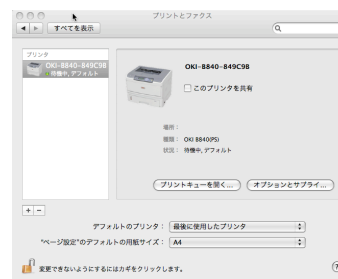 プリントとファクス
すべてを表示
プリンタ
OKI-B840-849C9B
待機中, デフォルト
OKI-B840-849C9B
このプリンタを共有
場所：
種類： OKI B840(PS)
状況： 待機中, デフォルト
プリントキューを開く... オプションとサプライ...
+ −
デフォルトのプリンタ： 最後に使用したプリンタ
"ページ設定"のデフォルトの用紙サイズ： A4
変更できないようにするにはカギをクリックします。
?